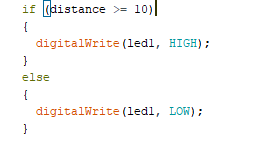 if (distance >= 10)
{
  digitalWrite(led1, HIGH);
}
else
{
  digitalWrite(led1, LOW);
}